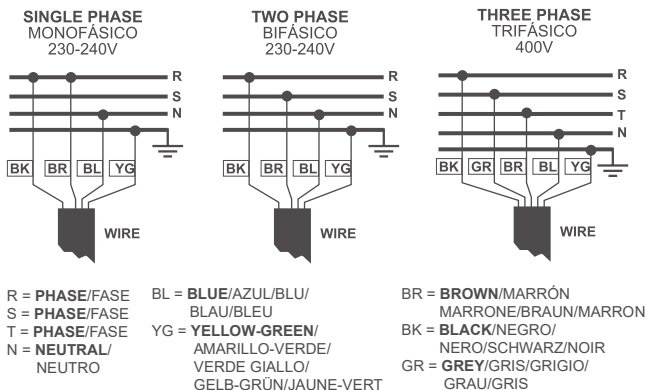 SINGLE PHASE
MONOFÁSICO
230-240V
R
S
N
BK BR BL YG
WIRE
TWO PHASE
BIFÁSICO
230-240V
R
S
N
BK BR BL YG
WIRE
THREE PHASE
TRIFÁSICO
400V
R
S
T
N
BK GR BR BL YG
WIRE
R = PHASE/FASE
S = PHASE/FASE
T = PHASE/FASE
N = NEUTRAL/
NEUTRO
BL = BLUE/AZUL/BLU/
BLAU/BLEU
YG = YELLOW-GREEN/
AMARILLO-VERDE/
VERDE GIALLO/
GELB-GRÜN/JAUNE-VERT
BR = BROWN/MARRÓN
MARRONE/BRAUN/MARRON
BK = BLACK/NEGRO/
NERO/SCHWARZ/NOIR
GR = GREY/GRIS/GRIGIO/
GRAU/GRIS